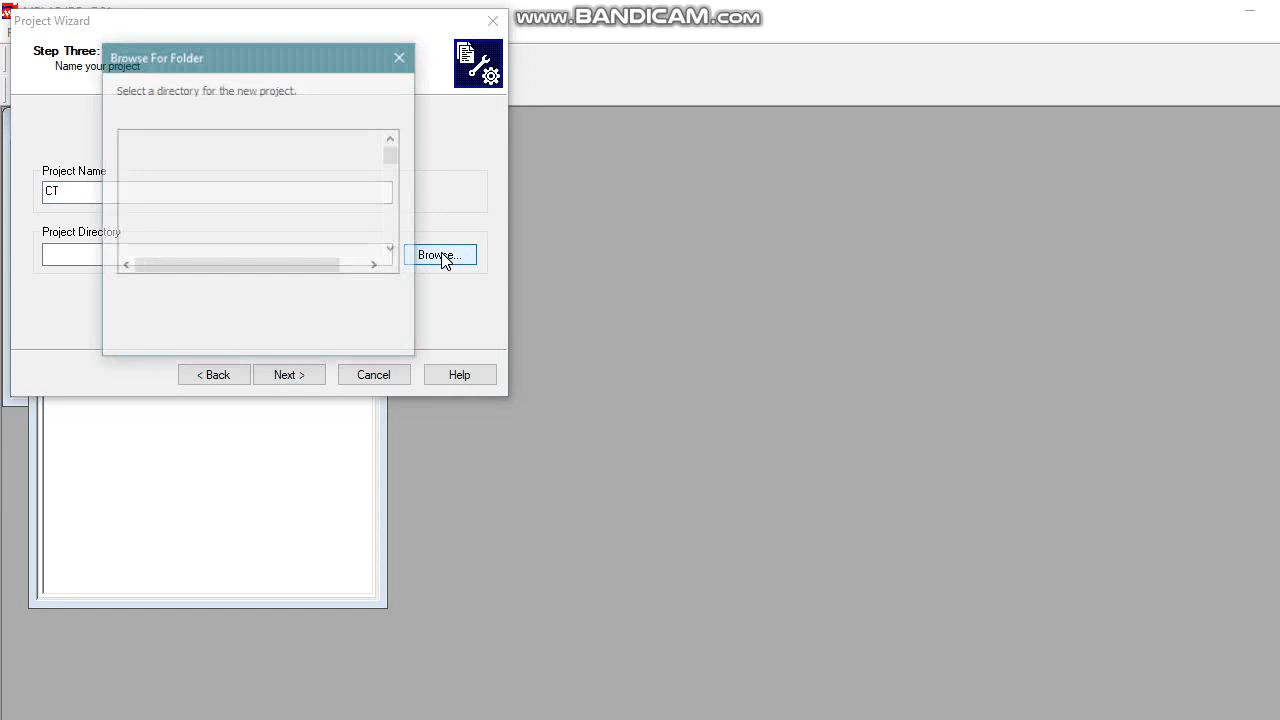 Project Wizard
www.BANDICAM.com
Step Three:
Name your project
Browse For Folder
Select a directory for the new project.
Project Name
CT
Project Directory
Browse...
< Back
Next >
Cancel
Help